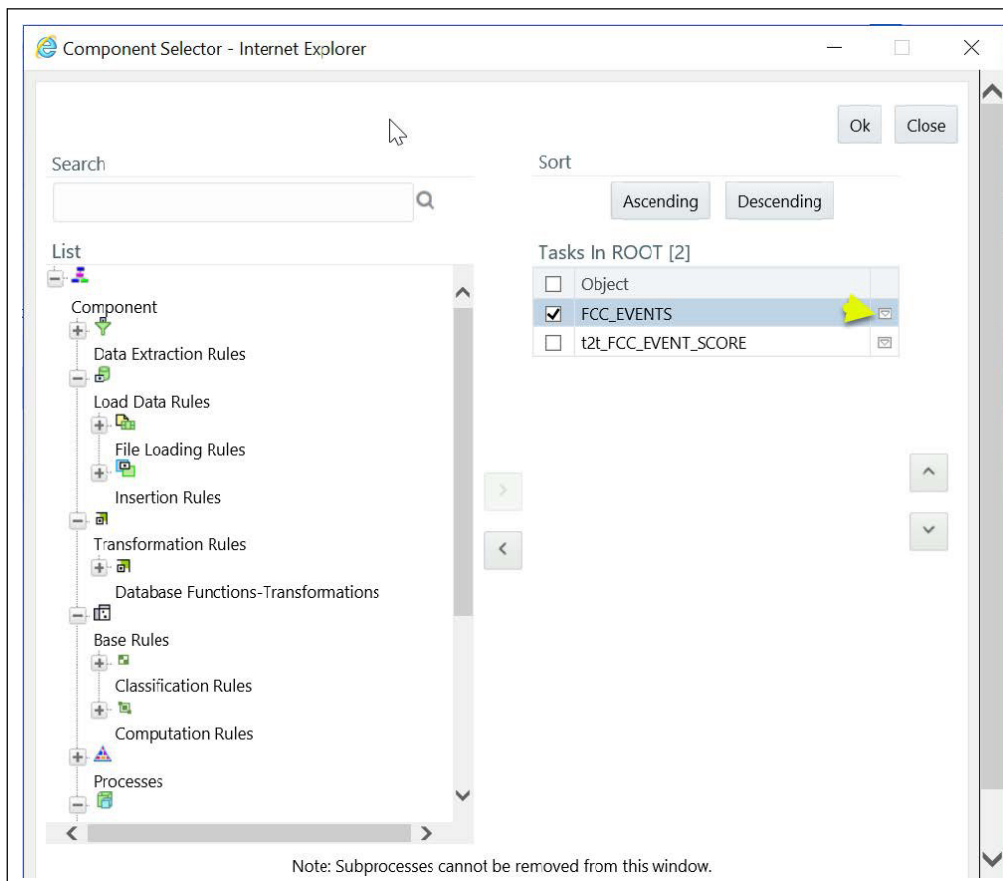 Component Selector - Internet Explorer
Ok Close
Search
Sort
Ascending Descending
List
Tasks In ROOT [2]
Object
Component
FCC_EVENTS
Data Extraction Rules
t2t_FCC_EVENT_SCORE
Load Data Rules
File Loading Rules
Insertion Rules
Transformation Rules
Database Functions-Transformations
Base Rules
Classification Rules
Computation Rules
Processes
Note: Subprocesses cannot be removed from this window.